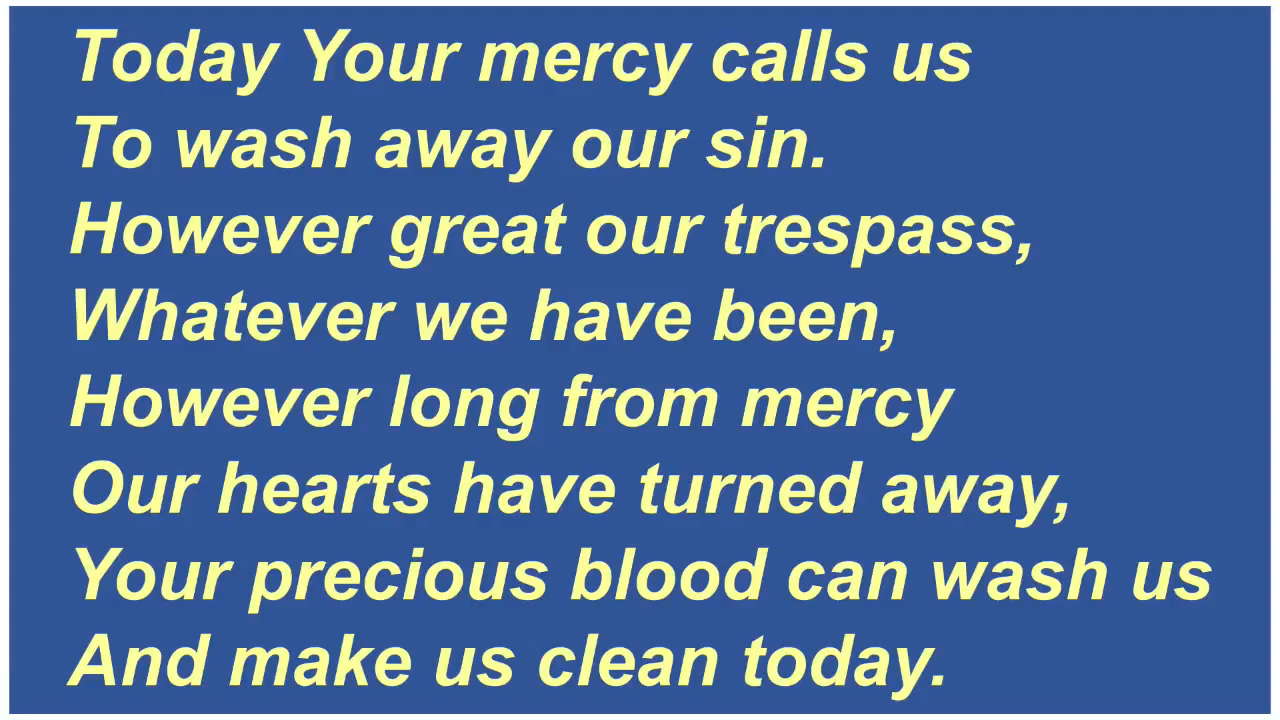 Today Your mercy calls us
To wash away our sin.
However great our trespass,
Whatever we have been,
However long from mercy
Our hearts have turned away,
Your precious blood can wash us
And make us clean today.